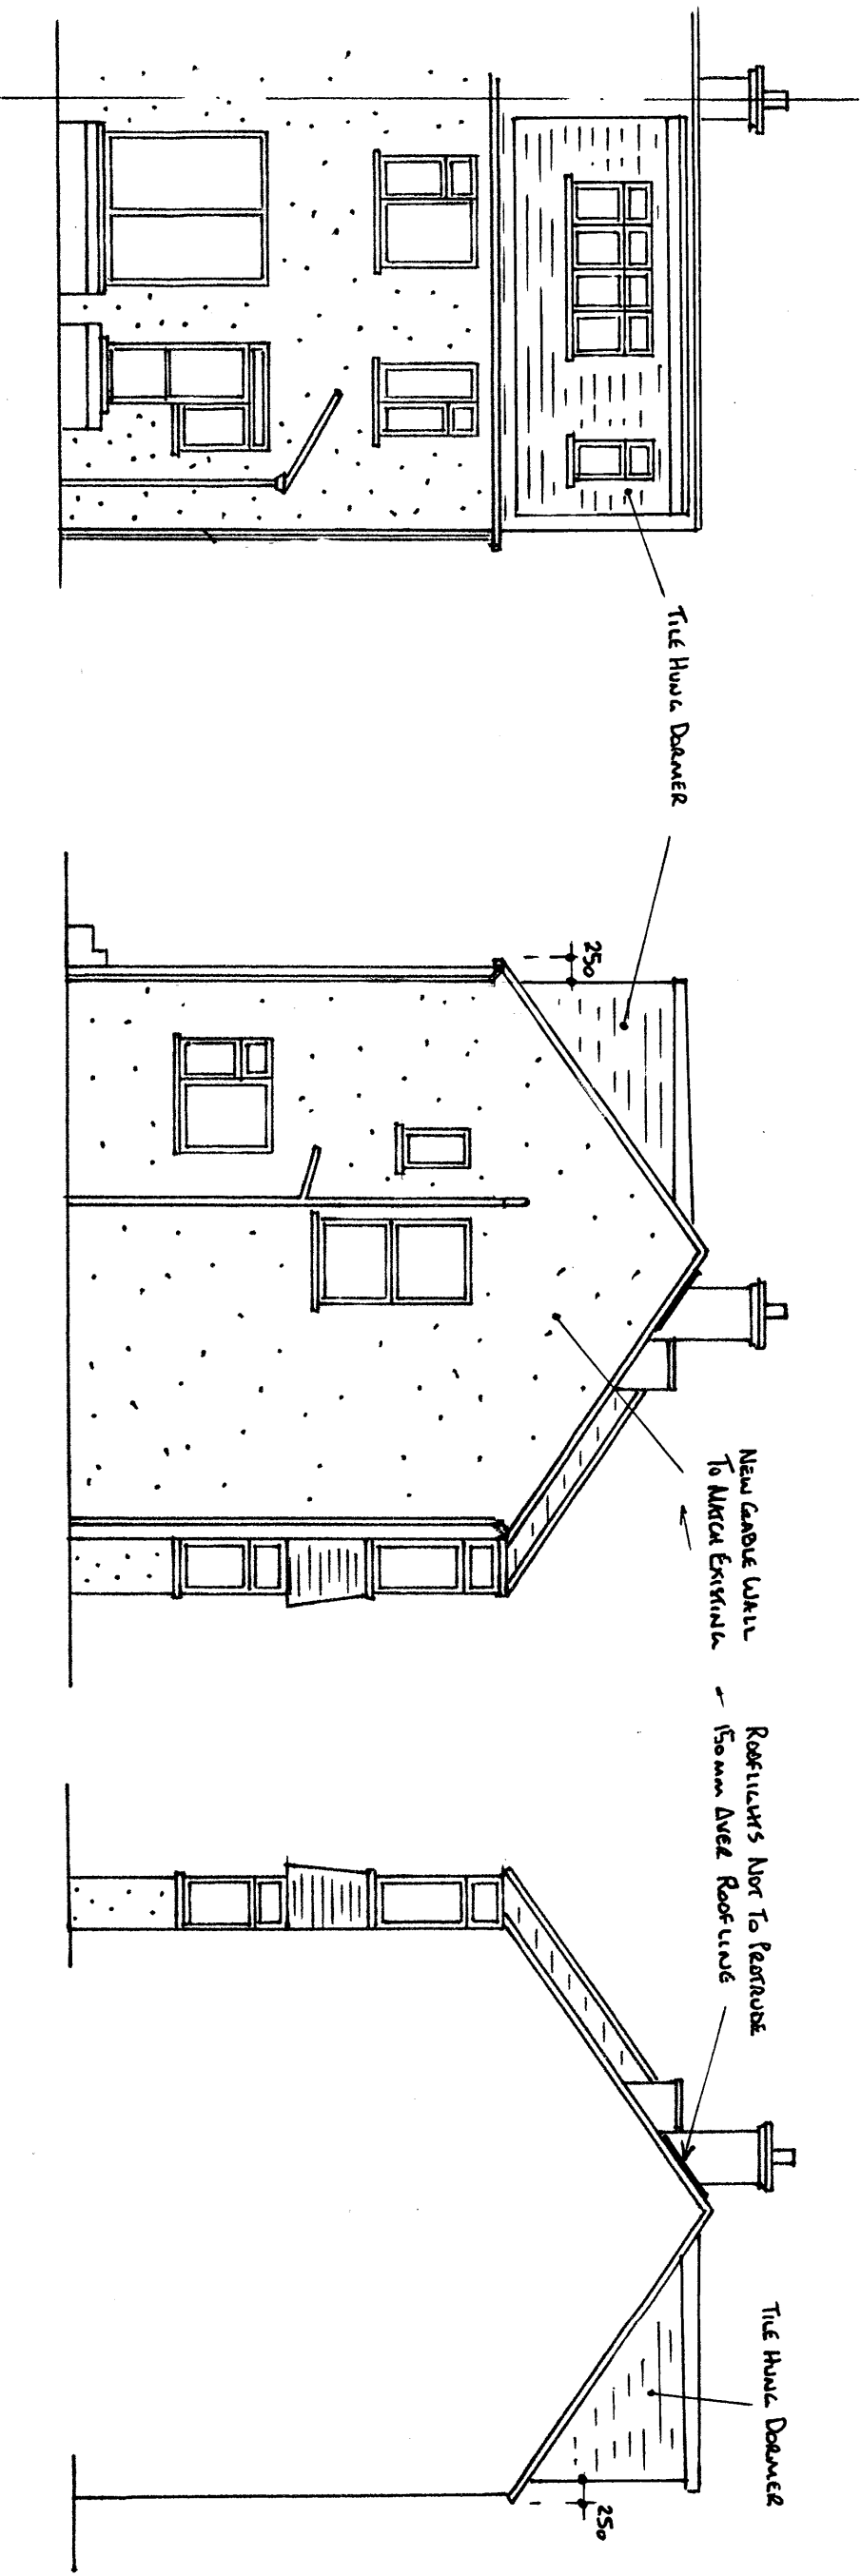 TILE HUNG DORMER
250
NEW GABLE WALL
TO MATCH EXISTING
ROOFLIGHTS NOT TO PROTRUDE
150MM OVER ROOFLINE
TILE HUNG DORMER
250